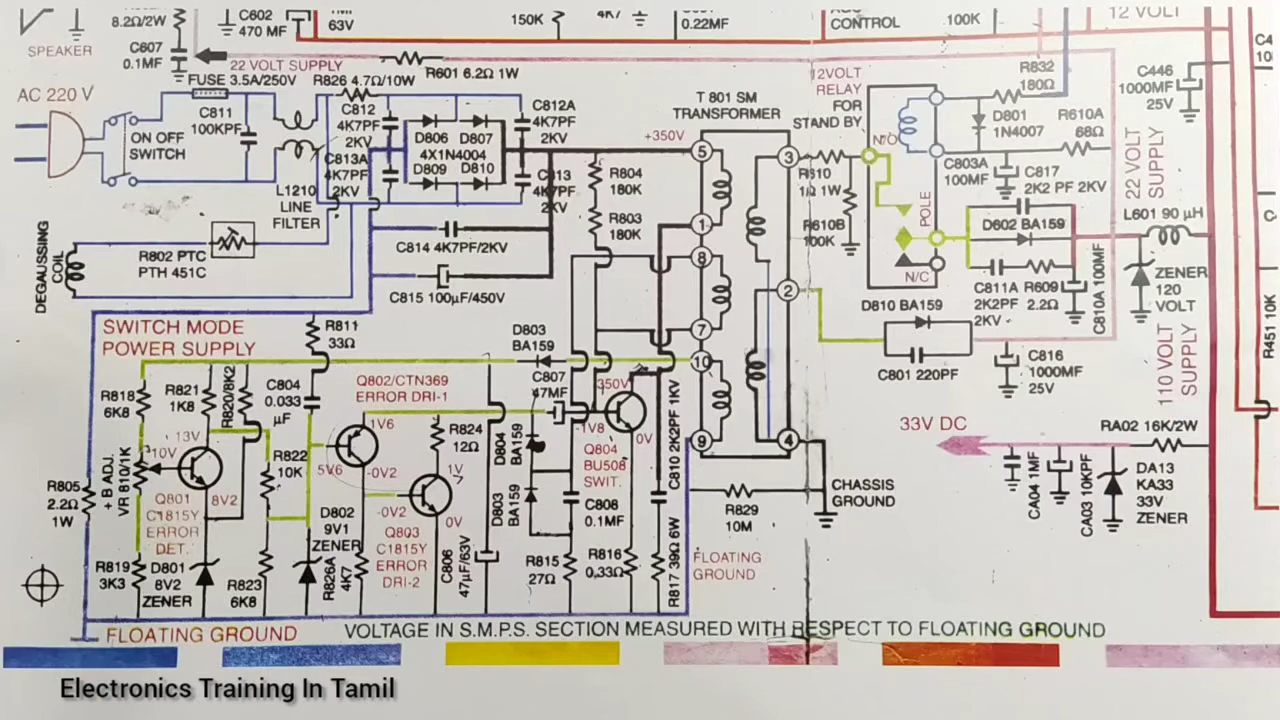 8.2Ω/2W
C602
470 MF
63V
150K
4K7
0.22MF
CONTROL
100K
12 VOLT
SPEAKER
C607
0.1MF
22 VOLT SUPPLY
R601 6.2Ω 1W
FUSE 3.5A/250V
R826 4.7Ω/10W
AC 220 V
C811
100KPF
ON OFF
SWITCH
C812
4K7PF
2KV
C813A
4K7PF
2KV
D806
D807
4X1N4004
D809
D810
C812A
4K7PF
2KV
4K7PF
2KV
L1210
LINE
FILTER
+350V
T 801 SM
TRANSFORMER
12VOLT
RELAY
FOR
STAND BY
R832
180Ω
D801
1N4007
R610A
68Ω
C446
1000MF
25V
C4
10
N/O
R804
180K
R803
180K
1Ω 1W
R610B
100K
POLE
N/C
C803A
100MF
C817
2K2 PF 2KV
22 VOLT
SUPPLY
D602 BA159
L601 90 μH
C811A
2K2PF
2KV
R609
2.2Ω
C810A 100MF
ZENER
120
VOLT
DEGAUSSING
COIL
R802 PTC
PTH 451C
C814 4K7PF/2KV
C815 100μF/450V
5
1
8
7
10
9
3
2
4
SWITCH MODE
POWER SUPPLY
R811
33Ω
D803
BA159
D810 BA159
C801 220PF
C816
1000MF
25V
110 VOLT
SUPPLY
R451 10K
R818
6K8
R821
1K8
R820/8K2
C804
0.033
μF
Q802/CTN369
ERROR DRI-1
C807
47MF
350V
33V DC
RA02 16K/2W
13V
10V
1V6
R824
12Ω
-1V8
0V
Q804
BU508
SWIT.
C810 2K2PF 1KV
+ B ADJ.
VR 810/1K
R822
10K
5V6
-0V2
1V
D804
BA159
D803
BA159
R805
2.2Ω
1W
Q801
C1815Y
ERROR
DET.
8V2
D802
9V1
ZENER
-0V2
0V
Q803
C1815Y
ERROR
DRI-2
C808
0.1MF
CHASSIS
GROUND
R829
10M
CA04 1MF
CA03 10KPF
DA13
KA33
33V
ZENER
R819
3K3
D801
8V2
ZENER
R823
6K8
R826A
4K7
C806
47μF/63V
R815
27Ω
R816
0,33Ω
R817 39Ω 6W
FLOATING
GROUND
FLOATING GROUND
VOLTAGE IN S.M.P.S. SECTION MEASURED WITH RESPECT TO FLOATING GROUND
Electronics Training In Tamil